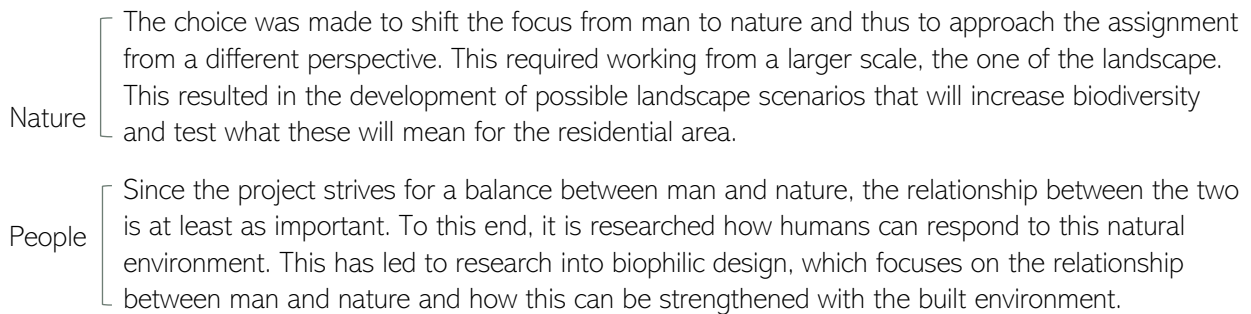 The choice was made to shift the focus from man to nature and thus to approach the assignment
from a different perspective. This required working from a larger scale, the one of the landscape.
This resulted in the development of possible landscape scenarios that will increase biodiversity
Nature
and test what these will mean for the residential area.
Since the project strives for a balance between man and nature, the relationship between the two
is at least as important. To this end, it is researched how humans can respond to this natural
People
environment. This has led to research into biophilic design, which focuses on the relationship
between man and nature and how this can be strengthened with the built environment.